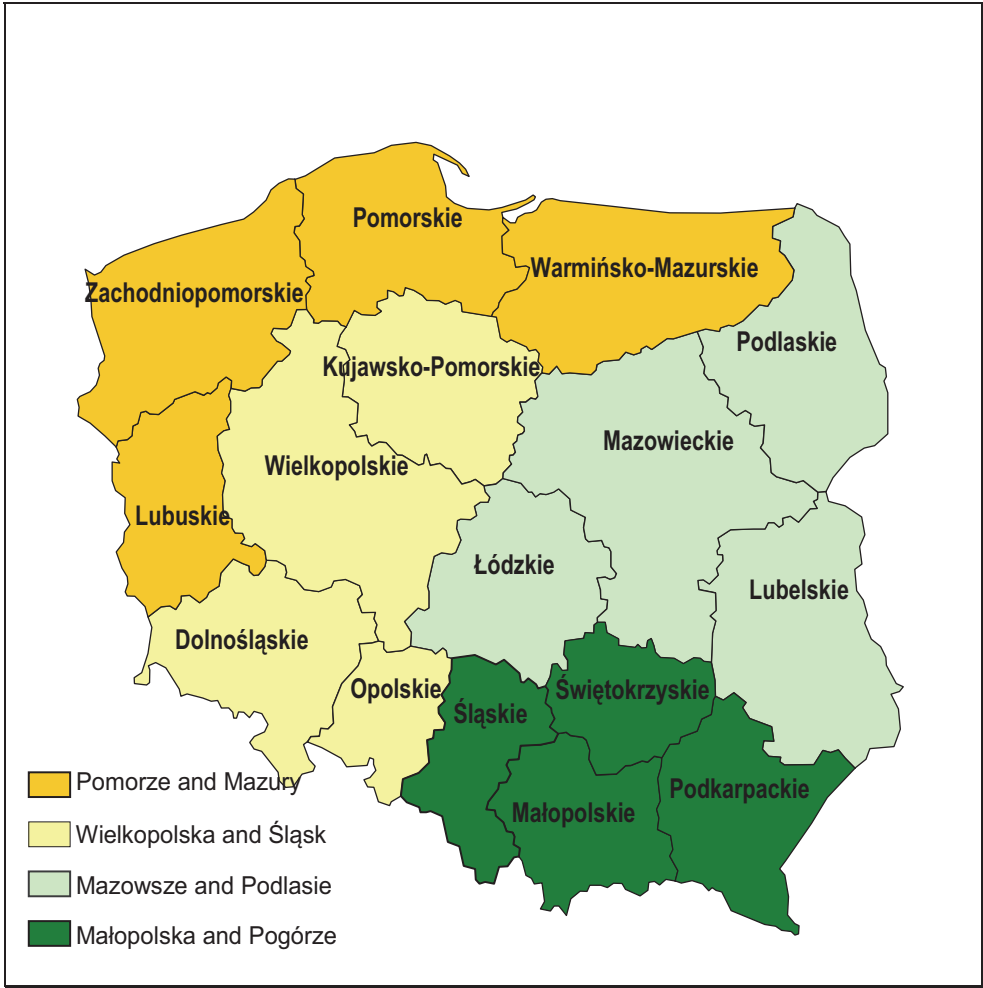 Pomorskie
Warmińsko-Mazurskie
Zachodniopomorskie
Podlaskie
Kujawsko-Pomorskie
Mazowieckie
Wielkopolskie
Lubuskie
Łódzkie
Lubelskie
Dolnośląskie
Opolskie
Świętokrzyskie
Śląskie
Podkarpackie
Małopolskie
Pomorze and Mazury
Wielkopolska and Śląsk
Mazowsze and Podlasie
Małopolska and Pogórze